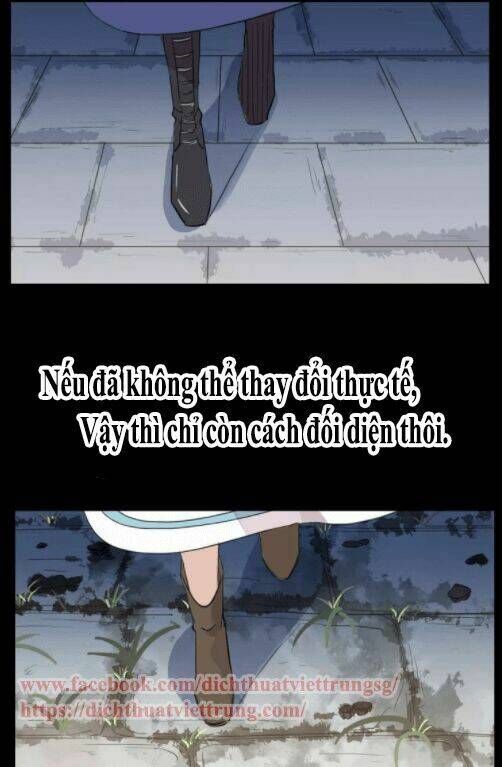 Nếu đã không thể thay đổi thực tế,
Vậy thì chỉ còn cách đối diện thôi.
www.facebook.com/dichthuatviettrungsg/
https://dichthuatviettrung.com/